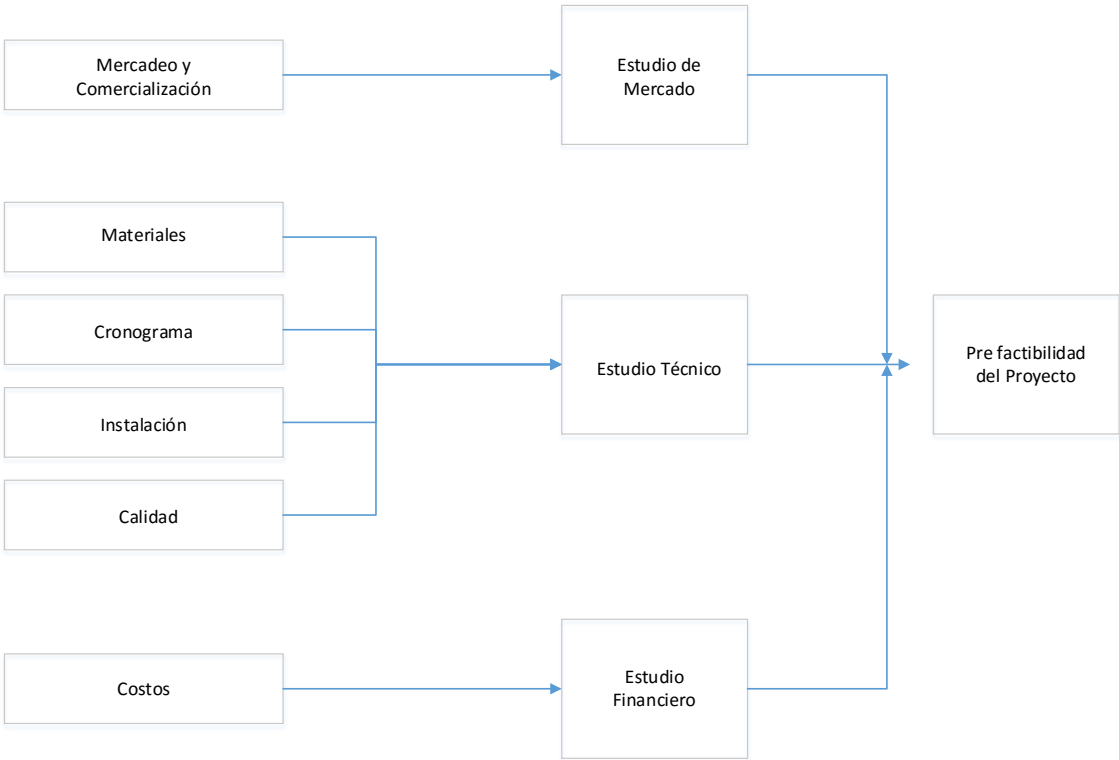 Mercadeo y
Comercialización
Estudio de
Mercado
Materiales
Cronograma
Instalación
Calidad
Estudio Técnico
Pre factibilidad
del Proyecto
Costos
Estudio
Financiero